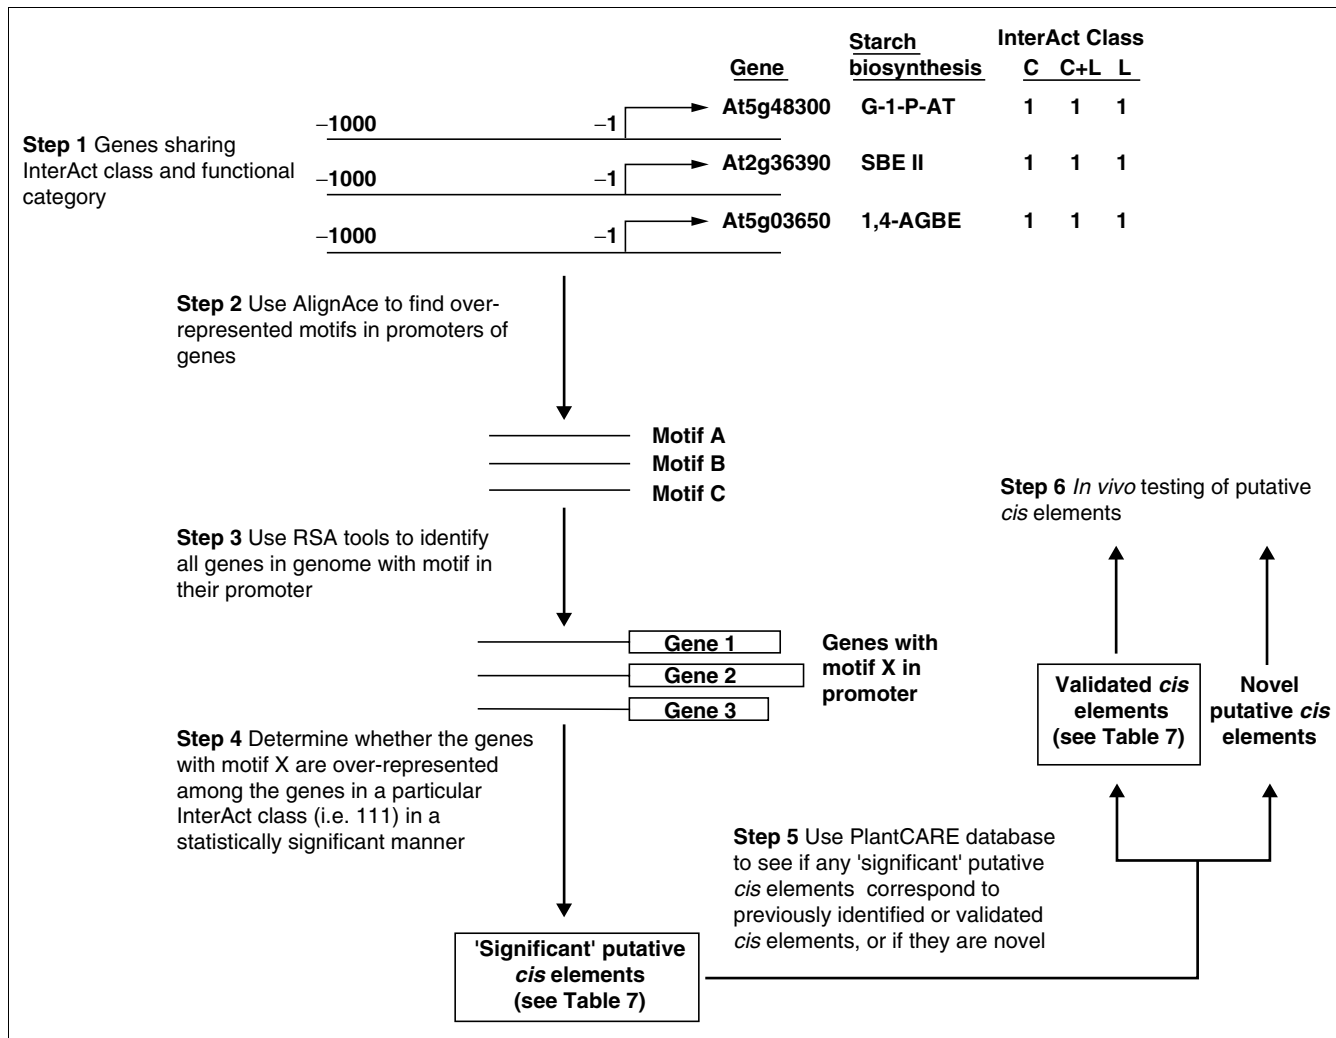 Gene
Starch
biosynthesis
InterAct Class
C C+L L
At5g48300 G-1-P-AT 1 1 1
–1000 –1
Step 1 Genes sharing
InterAct class and functional
category
At2g36390 SBE II 1 1 1
–1000 –1
At5g03650 1,4-AGBE 1 1 1
–1000 –1
Step 2 Use AlignAce to find over-
represented motifs in promoters of
genes
Motif A
Motif B
Motif C
Step 3 Use RSA tools to identify
all genes in genome with motif in
their promoter
Gene 1
Gene 2
Gene 3
Genes with
motif X in
promoter
Step 4 Determine whether the genes
with motif X are over-represented
among the genes in a particular
InterAct class (i.e. 111) in a
statistically significant manner
'Significant' putative
cis elements
(see Table 7)
Step 5 Use PlantCARE database
to see if any 'significant' putative
cis elements correspond to
previously identified or validated
cis elements, or if they are novel
Validated cis
elements
(see Table 7)
Novel
putative cis
elements
Step 6 In vivo testing of putative
cis elements